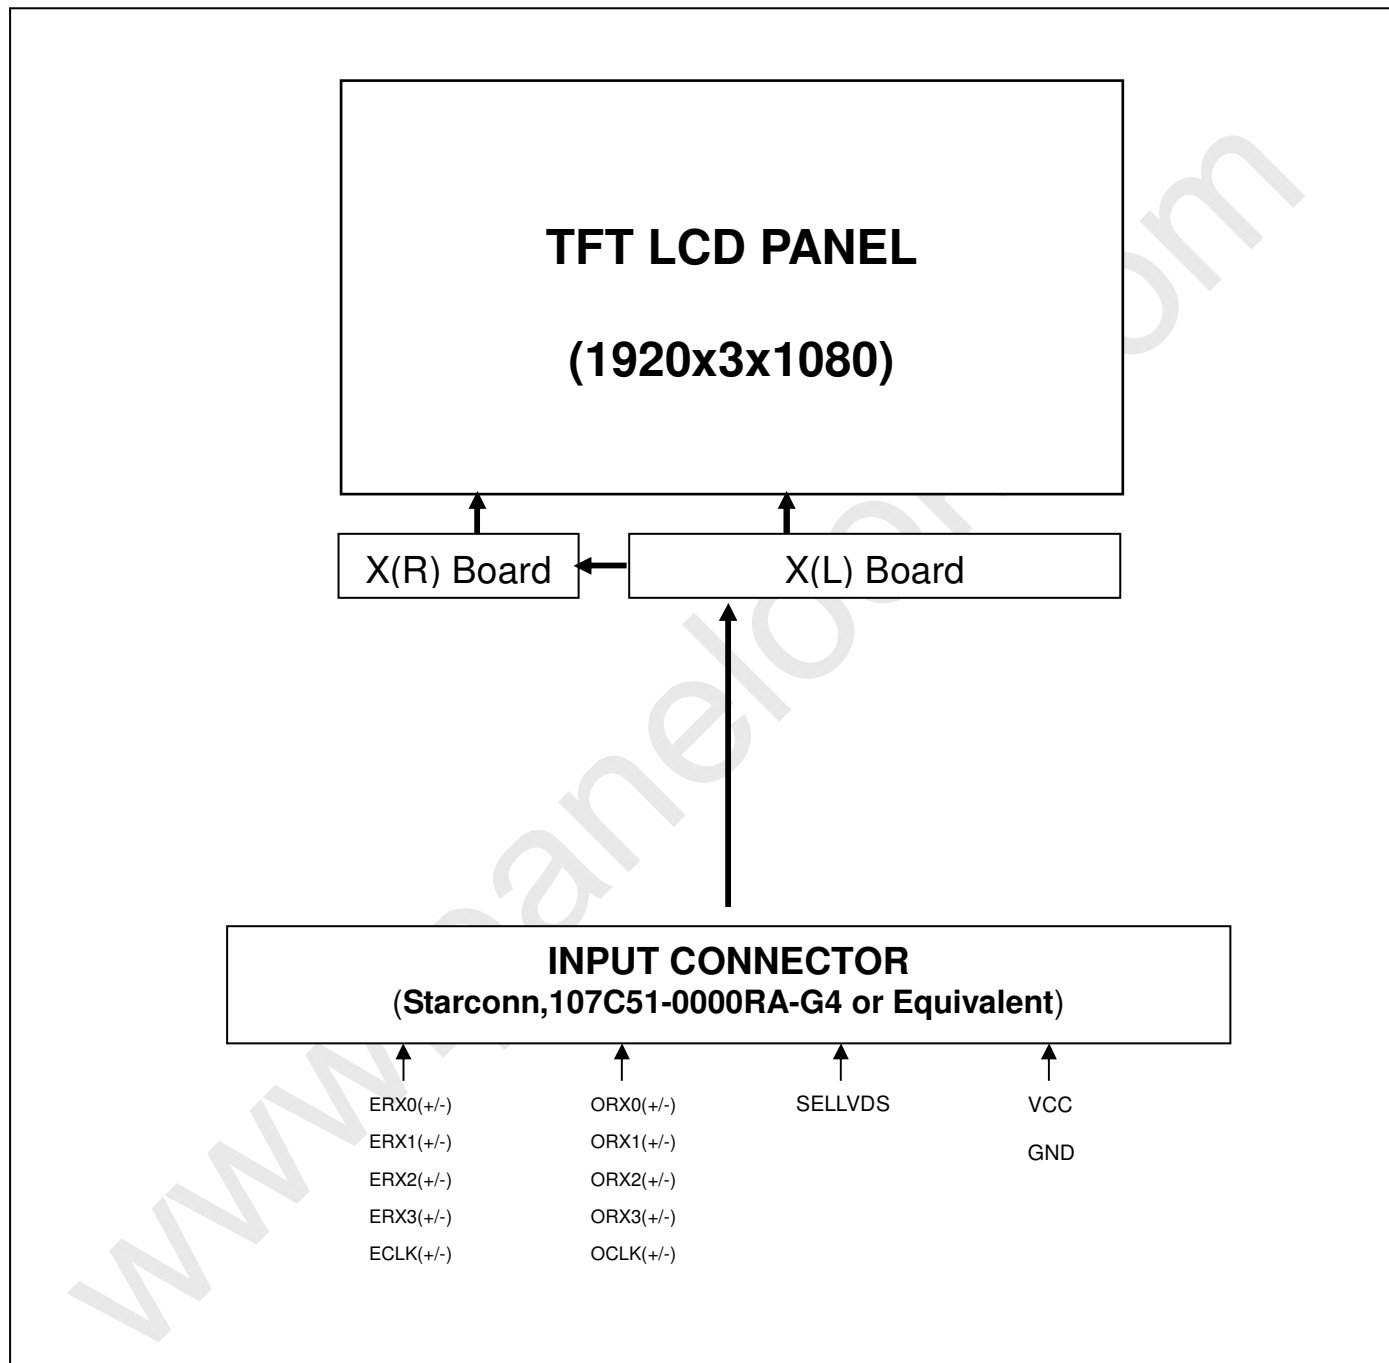 TFT LCD PANEL
(1920x3x1080)
X(R) Board
X(L) Board
INPUT CONNECTOR
(Starconn,107C51-0000RA-G4 or Equivalent)
ERX0(+/-)
ERX1(+/-)
ERX2(+/-)
ERX3(+/-)
ECLK(+/-)
ORX0(+/-)
ORX1(+/-)
ORX2(+/-)
ORX3(+/-)
OCLK(+/-)
SELLVDS
VCC
GND